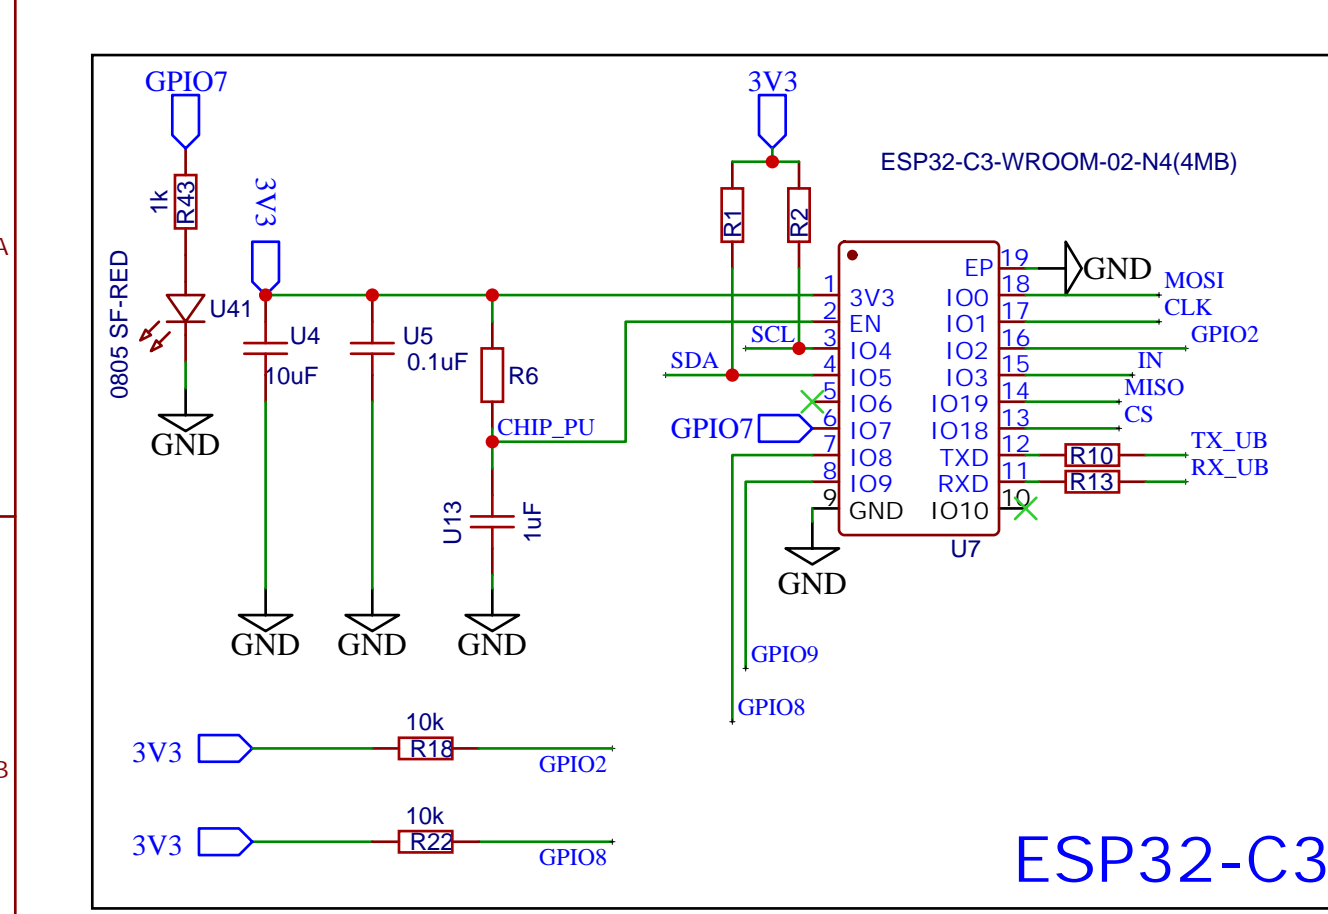 GPIO7
3V3
ESP32-C3-WROOM-02-N4(4MB)
1k
R43
3V3
R1
R2
A
0805 SF-RED
U41
U4
10uF
U5
0.1uF
R6
CHIP_PU
U13
1uF
GND
GND
GND
GND
SCL
SDA
GPIO7
1
2
3
4
5
6
7
8
9
3V3
EN
IO4
IO5
IO6
IO7
IO8
IO9
GND
EP
IO0
IO1
IO2
IO3
IO19
IO18
TXD
RXD
IO10
19
18
17
16
15
14
13
12
11
10
GND
MOSI
CLK
GPIO2
IN
MISO
CS
R10
TX_UB
R13
RX_UB
U7
GND
GPIO9
GPIO8
B
10k
3V3
R18
GPIO2
10k
3V3
R22
GPIO8
ESP32-C3